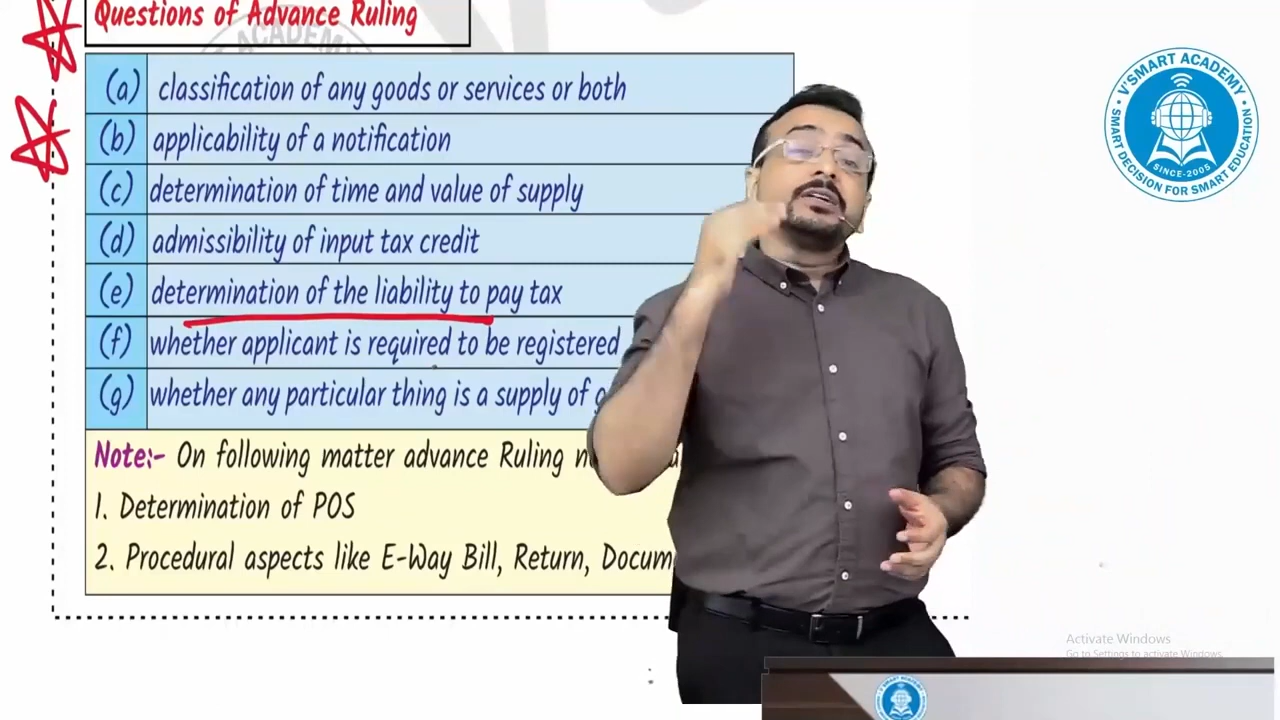 Questions of Advance Ruling
ACADEMY
(a) classification of any goods or services or both
(b) applicability of a notification
(c) determination of time and value of supply
(d) admissibility of input tax credit
(e) determination of the liability to pay tax
(f) whether applicant is required to be registered
(g) whether any particular thing is a supply of
Note:- On following matter advance Ruling
1. Determination of POS
2. Procedural aspects like E-Way Bill, Return,
V'SMART ACADEMY
SINCE-2005
SMART DECISION FOR SMART EDUCATION
Activate Windows
Go to Settings to activate Windows.